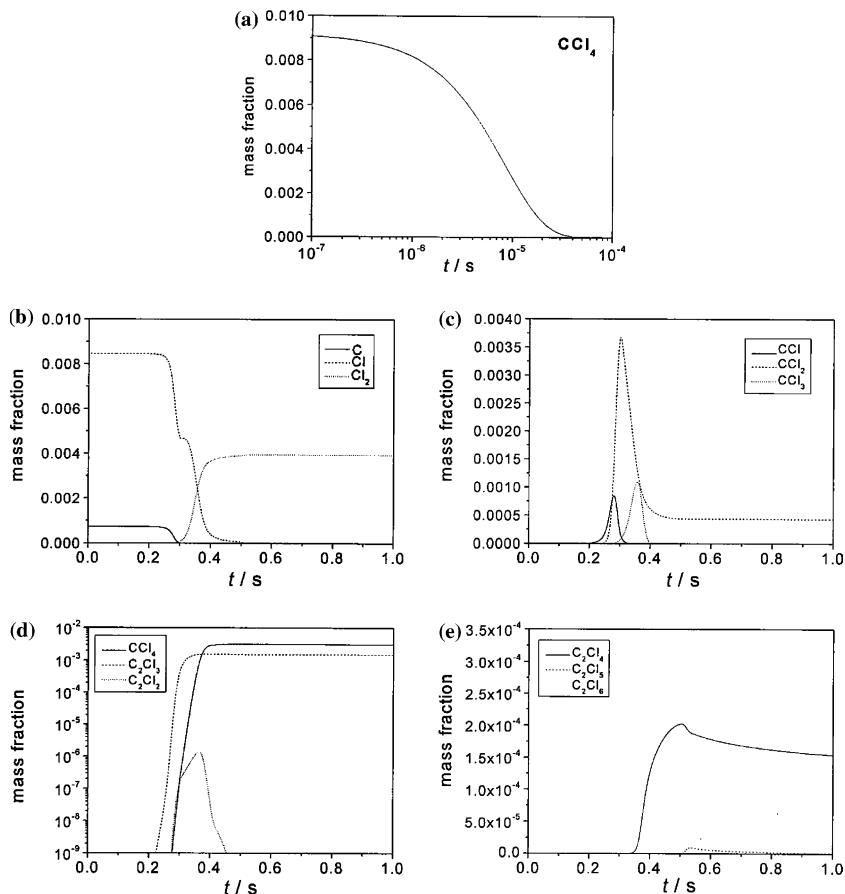 (a)
CCl₄
mass fraction
0.010
0.008
0.006
0.004
0.002
0.000
10⁻⁷
10⁻⁶
10⁻⁵
10⁻⁴
t / s
(b)
mass fraction
0.010
0.008
0.006
0.004
0.002
0.000
C
Cl
Cl₂
0.0
0.2
0.4
0.6
0.8
1.0
t / s
(c)
mass fraction
0.0040
0.0035
0.0030
0.0025
0.0020
0.0015
0.0010
0.0005
0.0000
CCl
CCl₂
CCl₃
0.0
0.2
0.4
0.6
0.8
1.0
t / s
(d)
mass fraction
10⁻²
10⁻³
10⁻⁴
10⁻⁵
10⁻⁶
10⁻⁷
10⁻⁸
10⁻⁹
CCl₄
C₂Cl₃
C₂Cl₂
0.0
0.2
0.4
0.6
0.8
1.0
t / s
(e)
mass fraction
3.5x10⁻⁴
3.0x10⁻⁴
2.5x10⁻⁴
2.0x10⁻⁴
1.5x10⁻⁴
1.0x10⁻⁴
5.0x10⁻⁵
0.0
C₂Cl₄
C₂Cl₅
C₂Cl₆
0.0
0.2
0.4
0.6
0.8
1.0
t / s